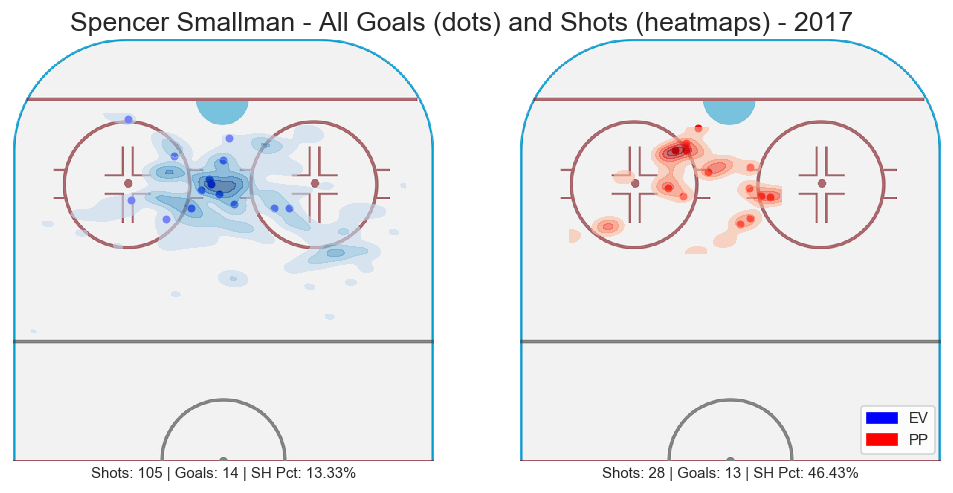 Spencer Smallman - All Goals (dots) and Shots (heatmaps) - 2017
EV
PP
Shots: 105 | Goals: 14 | SH Pct: 13.33%
Shots: 28 | Goals: 13 | SH Pct: 46.43%